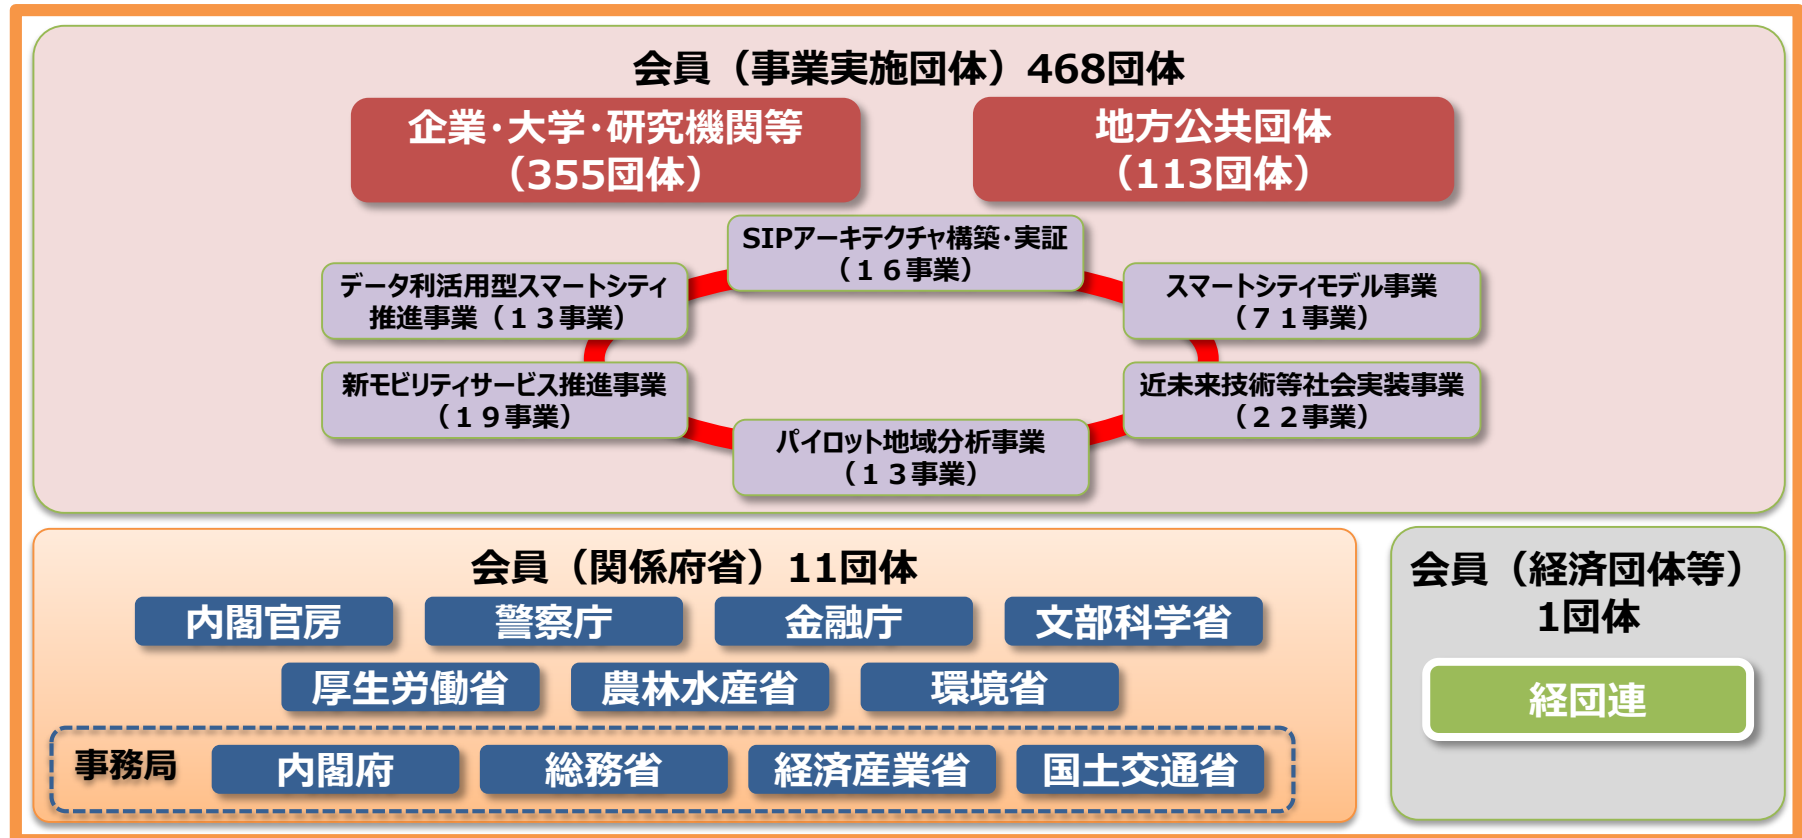 会員（事業実施団体）468団体
企業･大学･研究機関等
（355団体）
地方公共団体
（113団体）
SIPアーキテクチャ構築･実証
（１６事業）
データ利活用型スマートシティ
推進事業（１３事業）
スマートシティモデル事業
（７１事業）
新モビリティサービス推進事業
（１９事業）
近未来技術等社会実装事業
（２２事業）
パイロット地域分析事業
（１３事業）
会員（関係府省）11団体
内閣官房
警察庁
金融庁
文部科学省
厚生労働省
農林水産省
環境省
事務局
内閣府
総務省
経済産業省
国土交通省
会員（経済団体等）
1団体
経団連